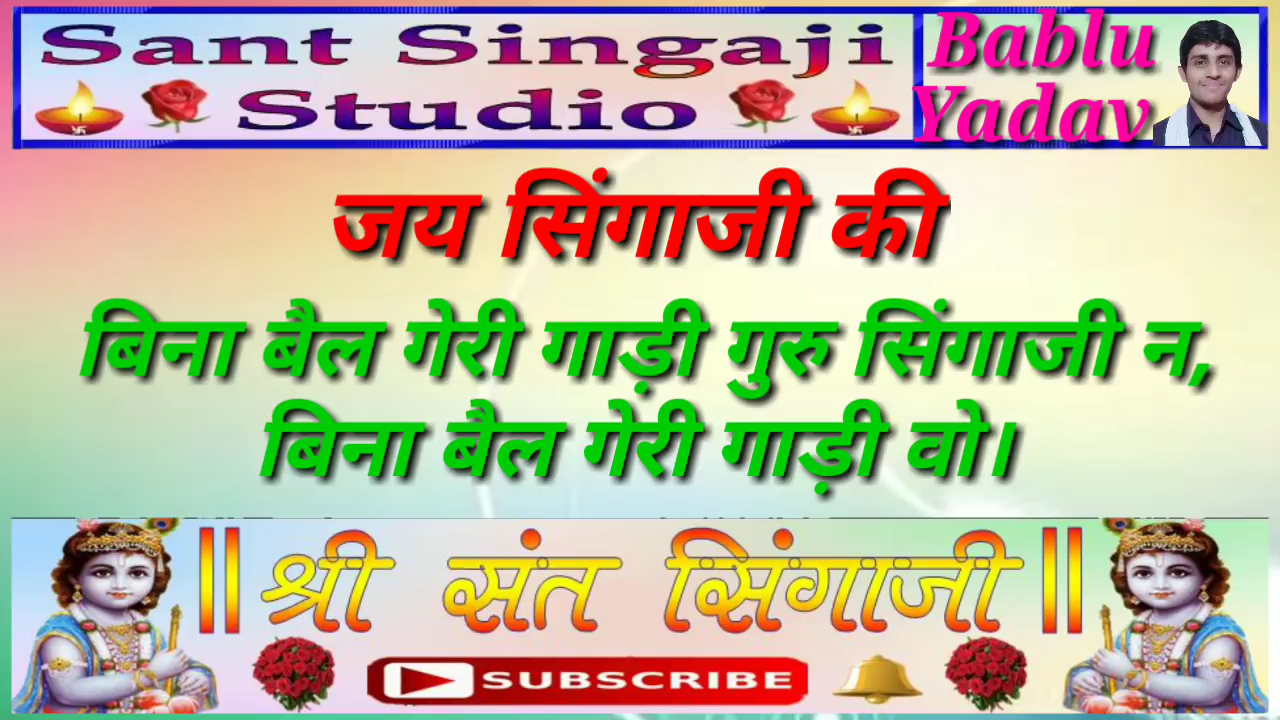 Sant Singaji
Studio
Bablu
Yadav
जय सिंगाजी की
बिना बैल गेरी गाड़ी गुरु सिंगाजी न,
बिना बैल गेरी गाड़ी वो।
॥ श्री संत सिंगाजी ॥
SUBSCRIBE